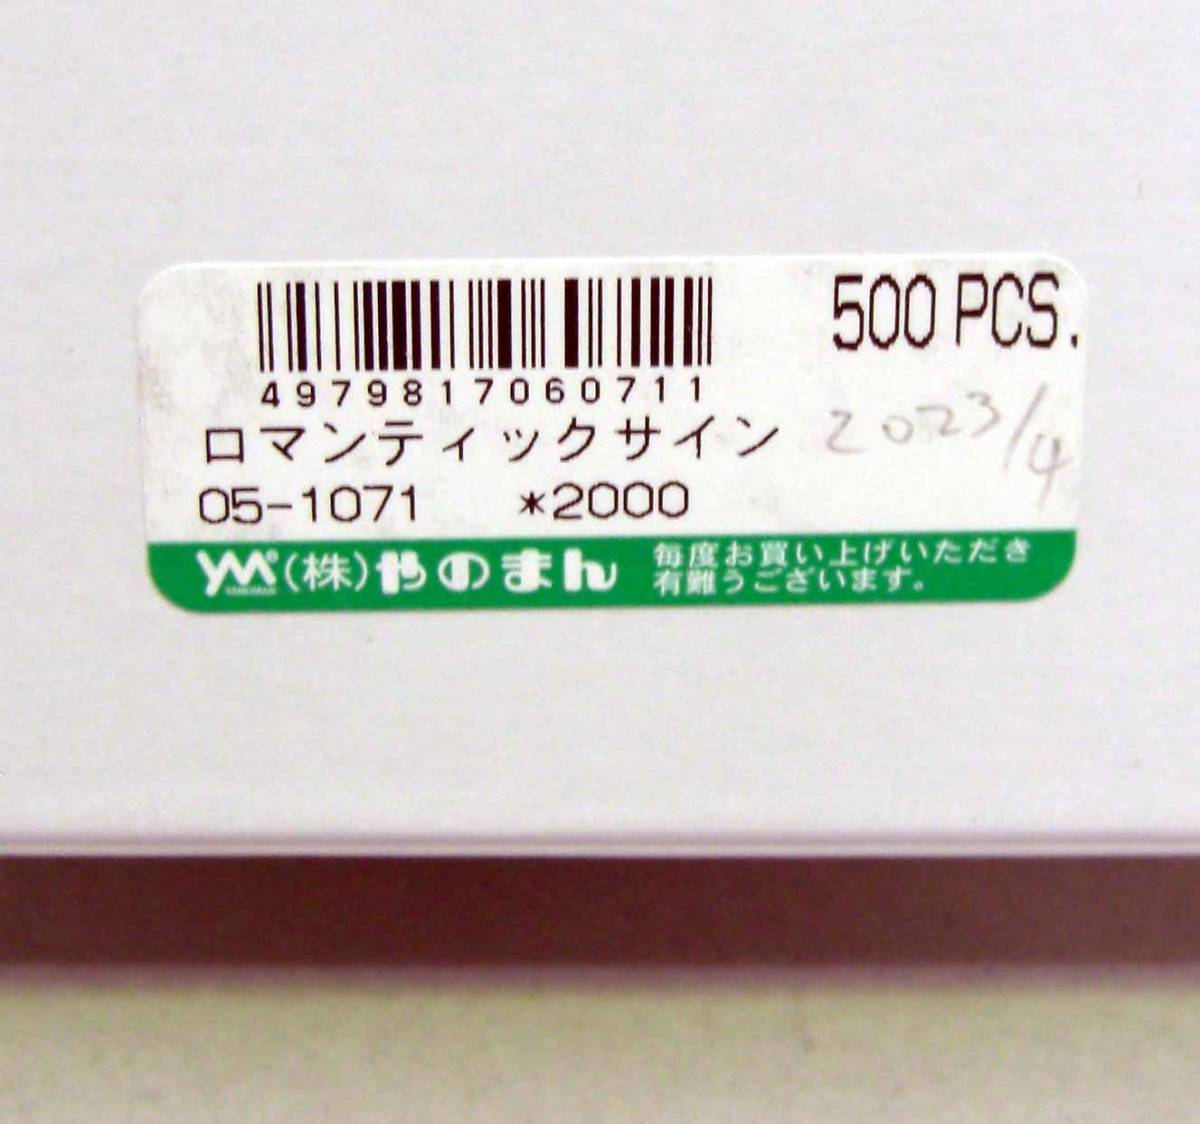 500 PCS.
4979817060711
ロマンティックサイン
2023/4
05-1071 *2000
YM (株)やのまん
YANOMAN
毎度お買い上げいただき
有難うございます。